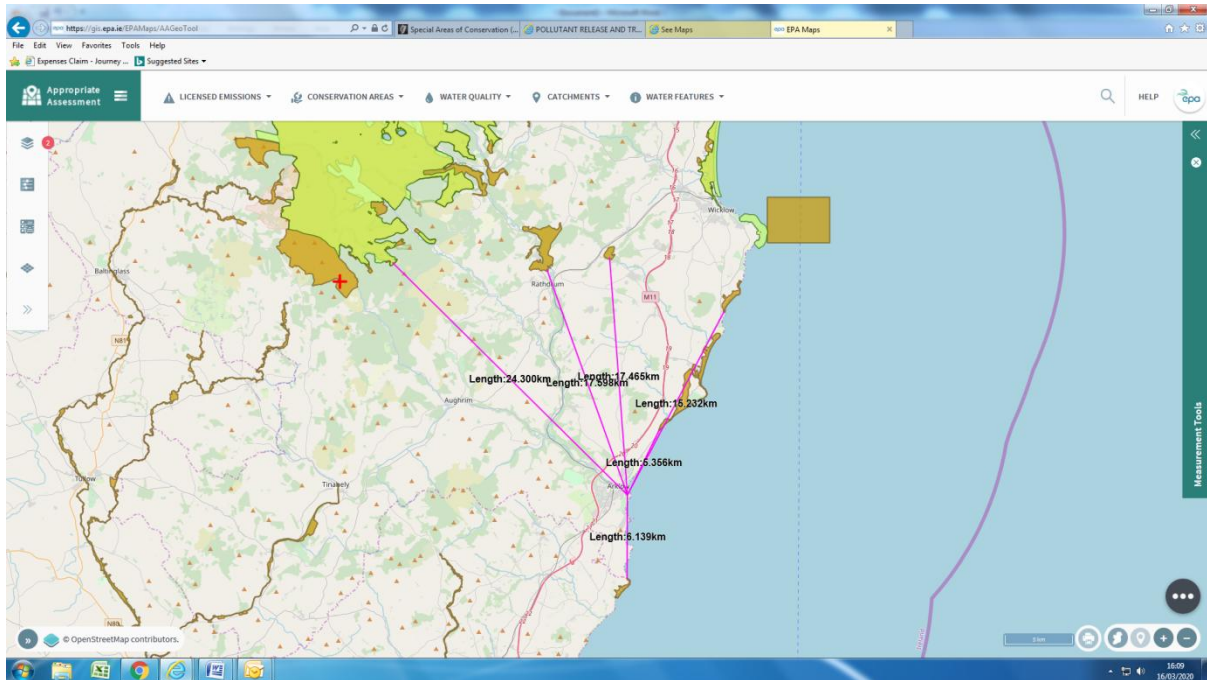 https://gis.epa.ie/EPAMaps/AAGeoTool
Special Areas of Conservation (...
POLLUTANT RELEASE AND TR...
See Maps
EPA Maps
File Edit View Favorites Tools Help
Expenses Claim - Journey ...
Suggested Sites
Appropriate
Assessment
LICENSED EMISSIONS
CONSERVATION AREAS
WATER QUALITY
CATCHMENTS
WATER FEATURES
HELP
epa
2
Wicklow
Baltinglass
Rathdrum
M11
N81
Length:24.300km
Length:17.598km
Length:17.465km
Length:15.232km
Aughrim
Measurement Tools
Length:5.356km
Tullow
Tinahely
Length:6.139km
N80
© OpenStreetMap contributors.
5 km
16:09
16/03/2020